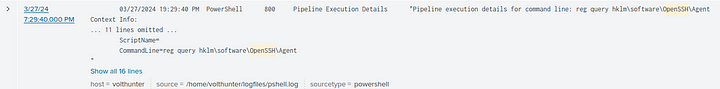 > 3/27/24 03/27/2024 19:29:40 PM PowerShell 800 Pipeline Execution Details "Pipeline execution details for command line: reg query hklm\software\OpenSSH\Agent
7:29:40.000 PM Context Info:
... 11 lines omitted ...
ScriptName=
CommandLine=reg query hklm\software\OpenSSH\Agent
"
Show all 16 lines
host = volthunter source = /home/volthunter/logfiles/pshell.log sourcetype = powershell